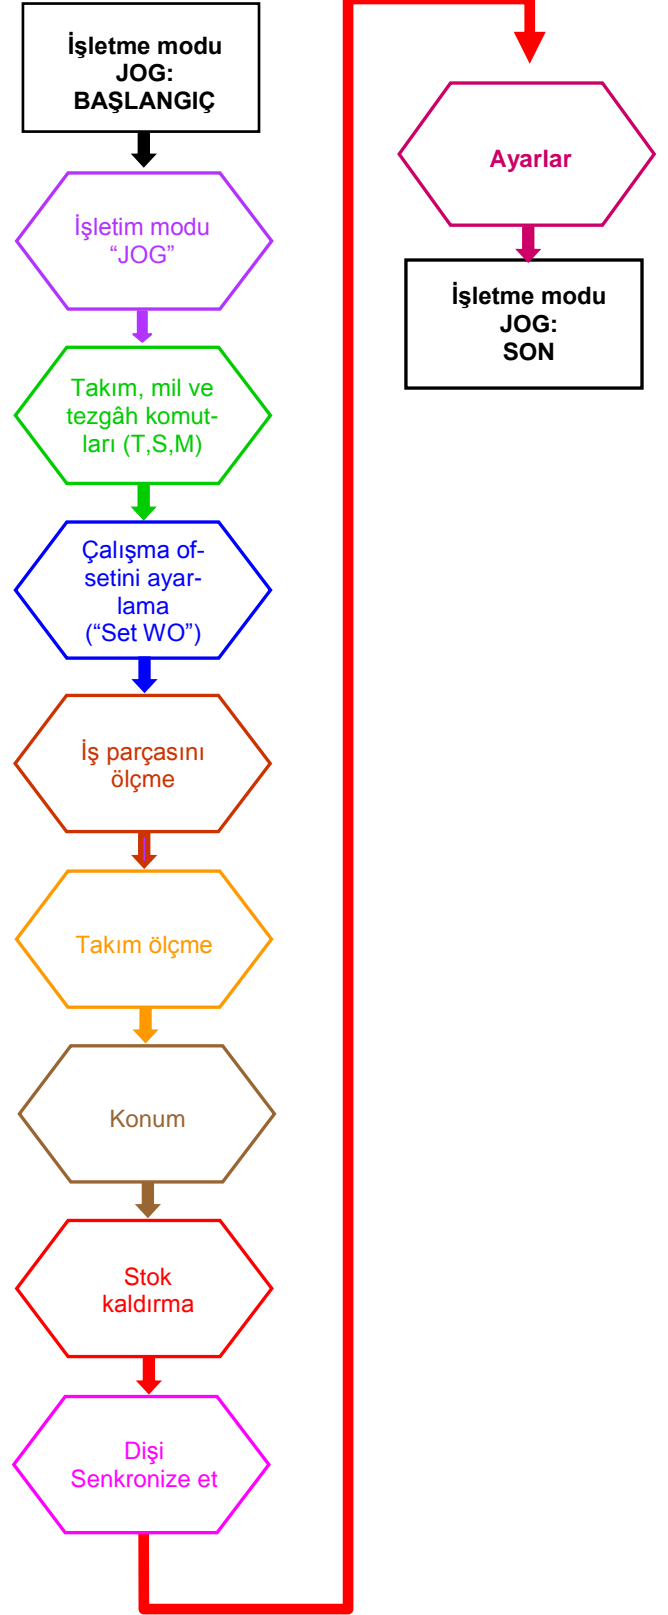 İşletme modu
JOG:
BAŞLANGIÇ
İşletim modu
“JOG”
Takım, mil ve
tezgâh komut-
ları (T,S,M)
Çalışma of-
setini ayar-
lama
(“Set WO”)
İş parçasını
ölçme
Takım ölçme
Konum
Stok
kaldırma
Dişi
Senkronize et
Ayarlar
İşletme modu
JOG:
SON